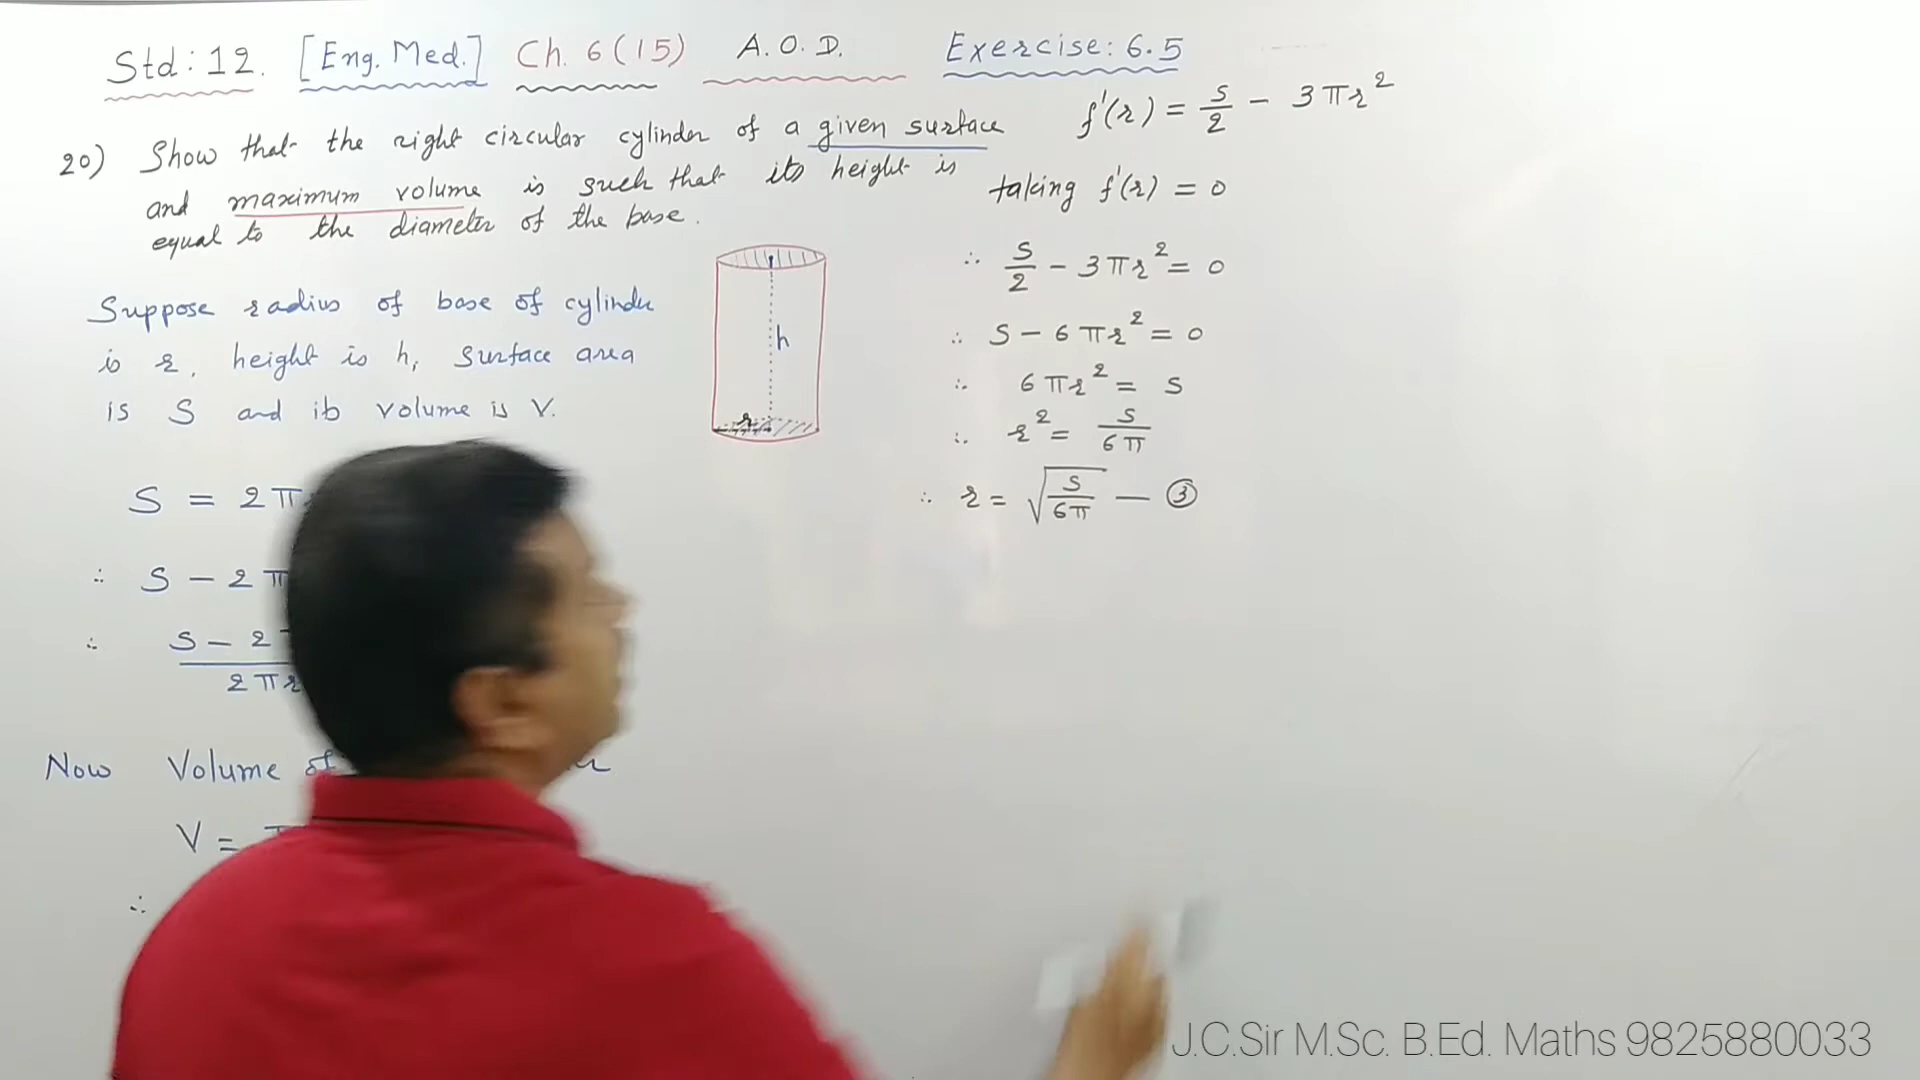 Std: 12. [Eng. Med.] Ch. 6 (15) A.O.D. Exercise: 6.5
20) Show that the right circular cylinder of a given surface
and maximum volume is such that its height is
equal to the diameter of the base.
Suppose radius of base of cylinder
is r, height is h, surface area
is S and its volume is V.
h
r
S = 2π
∴ S − 2π
∴ S − 2
2πr
Now Volume of
V =
∴
f'(r) = S/2 − 3πr²
taking f'(r) = 0
∴ S/2 − 3πr² = 0
∴ S − 6πr² = 0
∴ 6πr² = S
∴ r² = S/6π
∴ r = √(S/6π) — ③
J.C.Sir M.Sc. B.Ed. Maths 9825880033